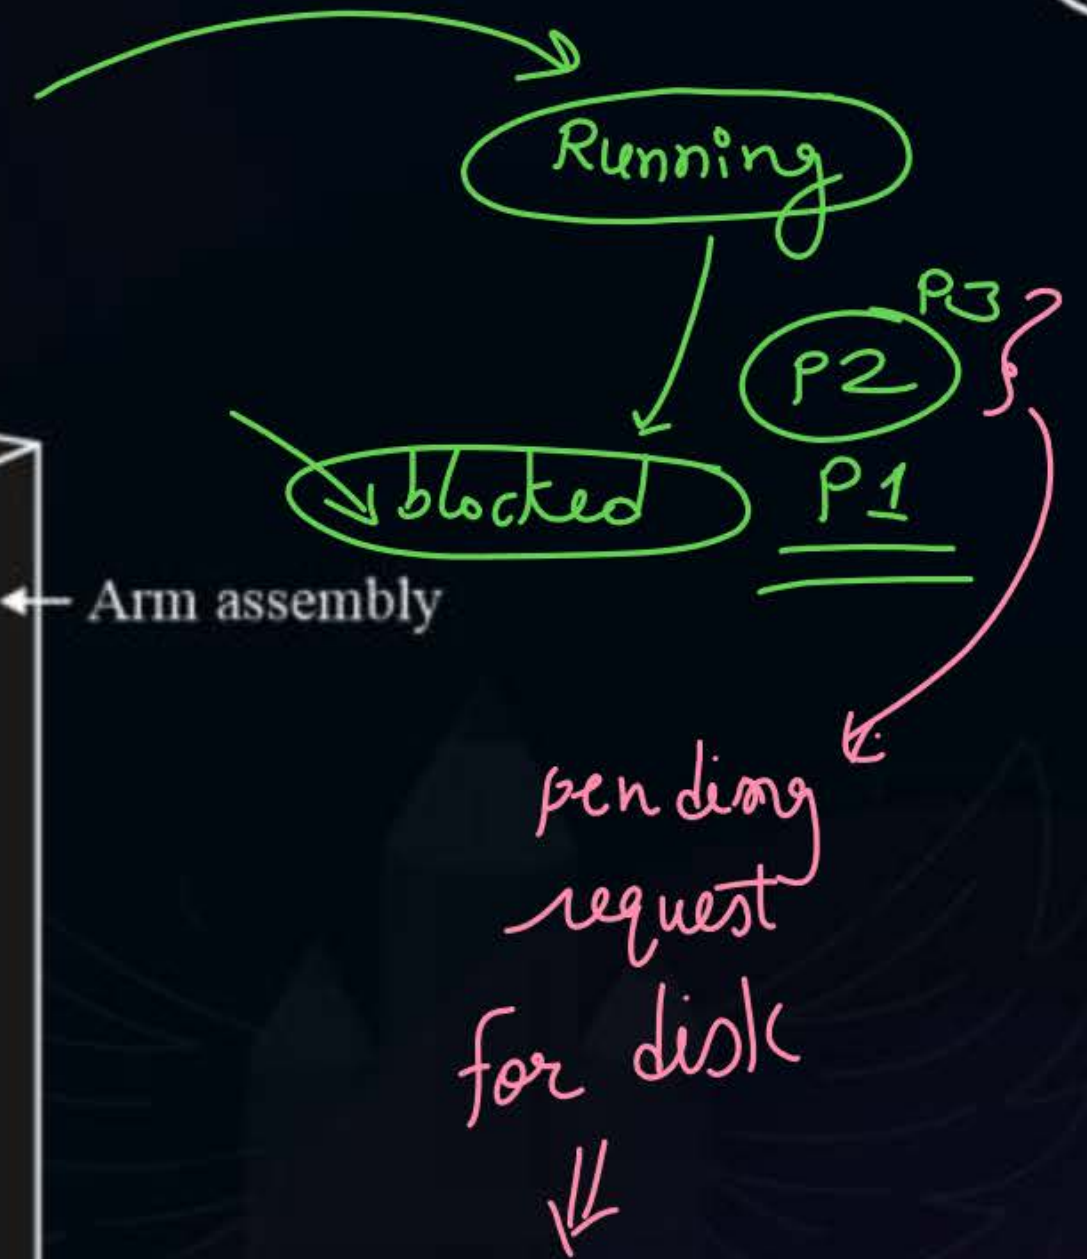 Running
P3
P2
blocked
P1
Arm assembly
pending
request
for disk